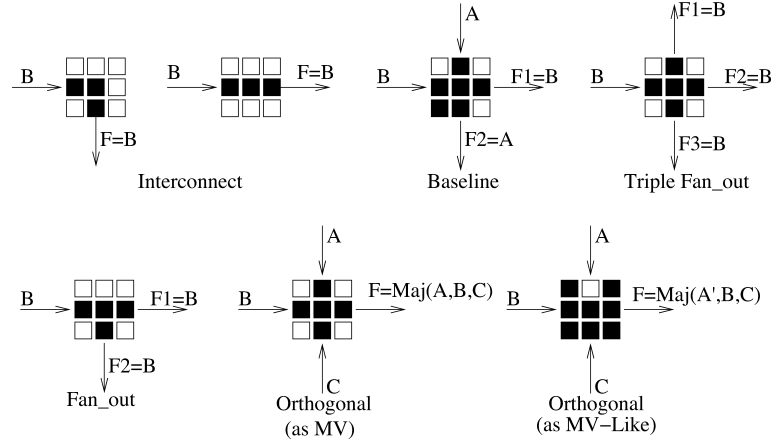 B
F=B
B
F=B
Interconnect
A
B
F1=B
F2=A
Baseline
F1=B
B
F2=B
F3=B
Triple Fan_out
B
F1=B
F2=B
Fan_out
A
B
F=Maj(A,B,C)
C
Orthogonal
(as MV)
A
B
F=Maj(A',B,C)
C
Orthogonal
(as MV−Like)